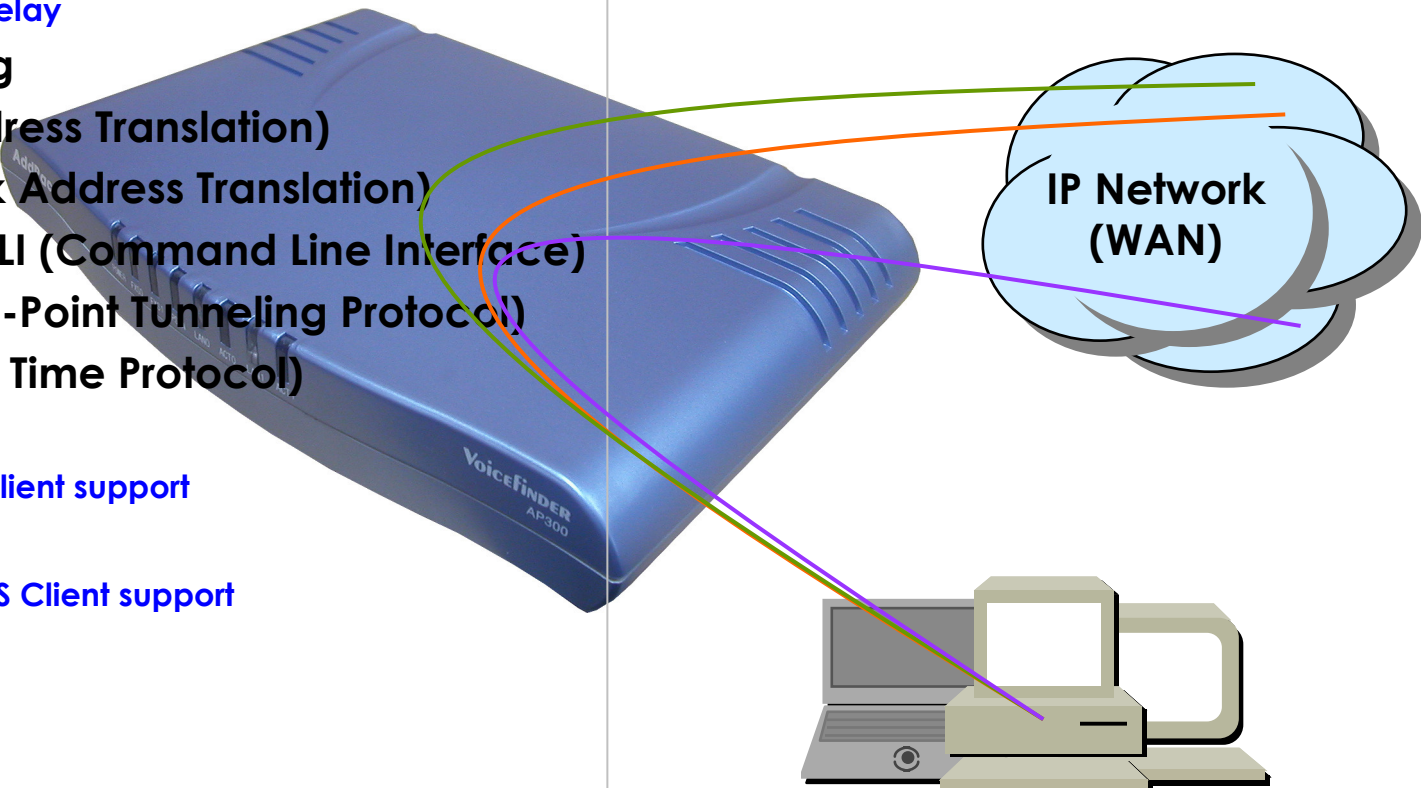 elay
g
ress Translation)
k Address Translation)
LI (Command Line Interface)
-Point Tunneling Protocol)
Time Protocol)
lient support
S Client support
VoiceFinder
AP300
IP Network
(WAN)